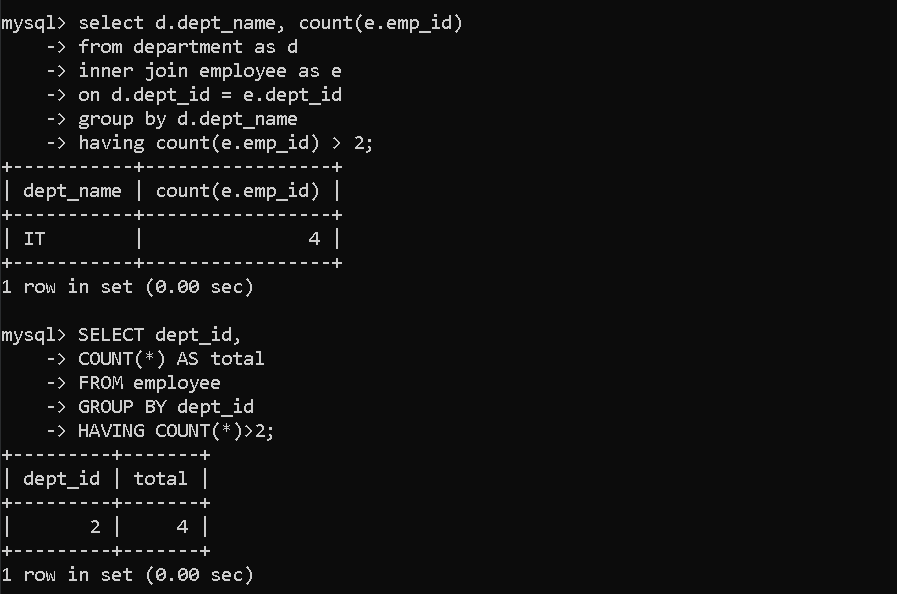 mysql> select d.dept_name, count(e.emp_id)
    -> from department as d
    -> inner join employee as e
    -> on d.dept_id = e.dept_id
    -> group by d.dept_name
    -> having count(e.emp_id) > 2;
+-----------+-----------------+
| dept_name | count(e.emp_id) |
+-----------+-----------------+
| IT        |               4 |
+-----------+-----------------+
1 row in set (0.00 sec)

mysql> SELECT dept_id,
    -> COUNT(*) AS total
    -> FROM employee
    -> GROUP BY dept_id
    -> HAVING COUNT(*)>2;
+---------+-------+
| dept_id | total |
+---------+-------+
|       2 |     4 |
+---------+-------+
1 row in set (0.00 sec)